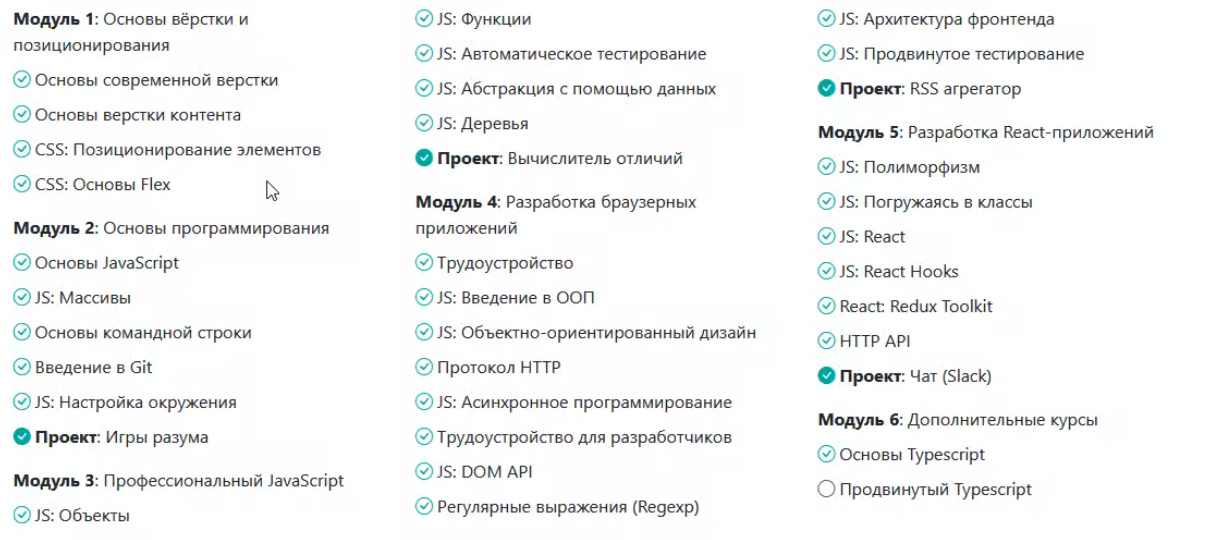 Модуль 1: Основы вёрстки и
позиционирования
Основы современной верстки
Основы верстки контента
CSS: Позиционирование элементов
CSS: Основы Flex
Модуль 2: Основы программирования
Основы JavaScript
JS: Массивы
Основы командной строки
Введение в Git
JS: Настройка окружения
Проект: Игры разума
Модуль 3: Профессиональный JavaScript
JS: Объекты
JS: Функции
JS: Автоматическое тестирование
JS: Абстракция с помощью данных
JS: Деревья
Проект: Вычислитель отличий
Модуль 4: Разработка браузерных
приложений
Трудоустройство
JS: Введение в ООП
JS: Объектно-ориентированный дизайн
Протокол HTTP
JS: Асинхронное программирование
Трудоустройство для разработчиков
JS: DOM API
Регулярные выражения (Regexp)
JS: Архитектура фронтенда
JS: Продвинутое тестирование
Проект: RSS агрегатор
Модуль 5: Разработка React-приложений
JS: Полиморфизм
JS: Погружаясь в классы
JS: React
JS: React Hooks
React: Redux Toolkit
HTTP API
Проект: Чат (Slack)
Модуль 6: Дополнительные курсы
Основы Typescript
Продвинутый Typescript